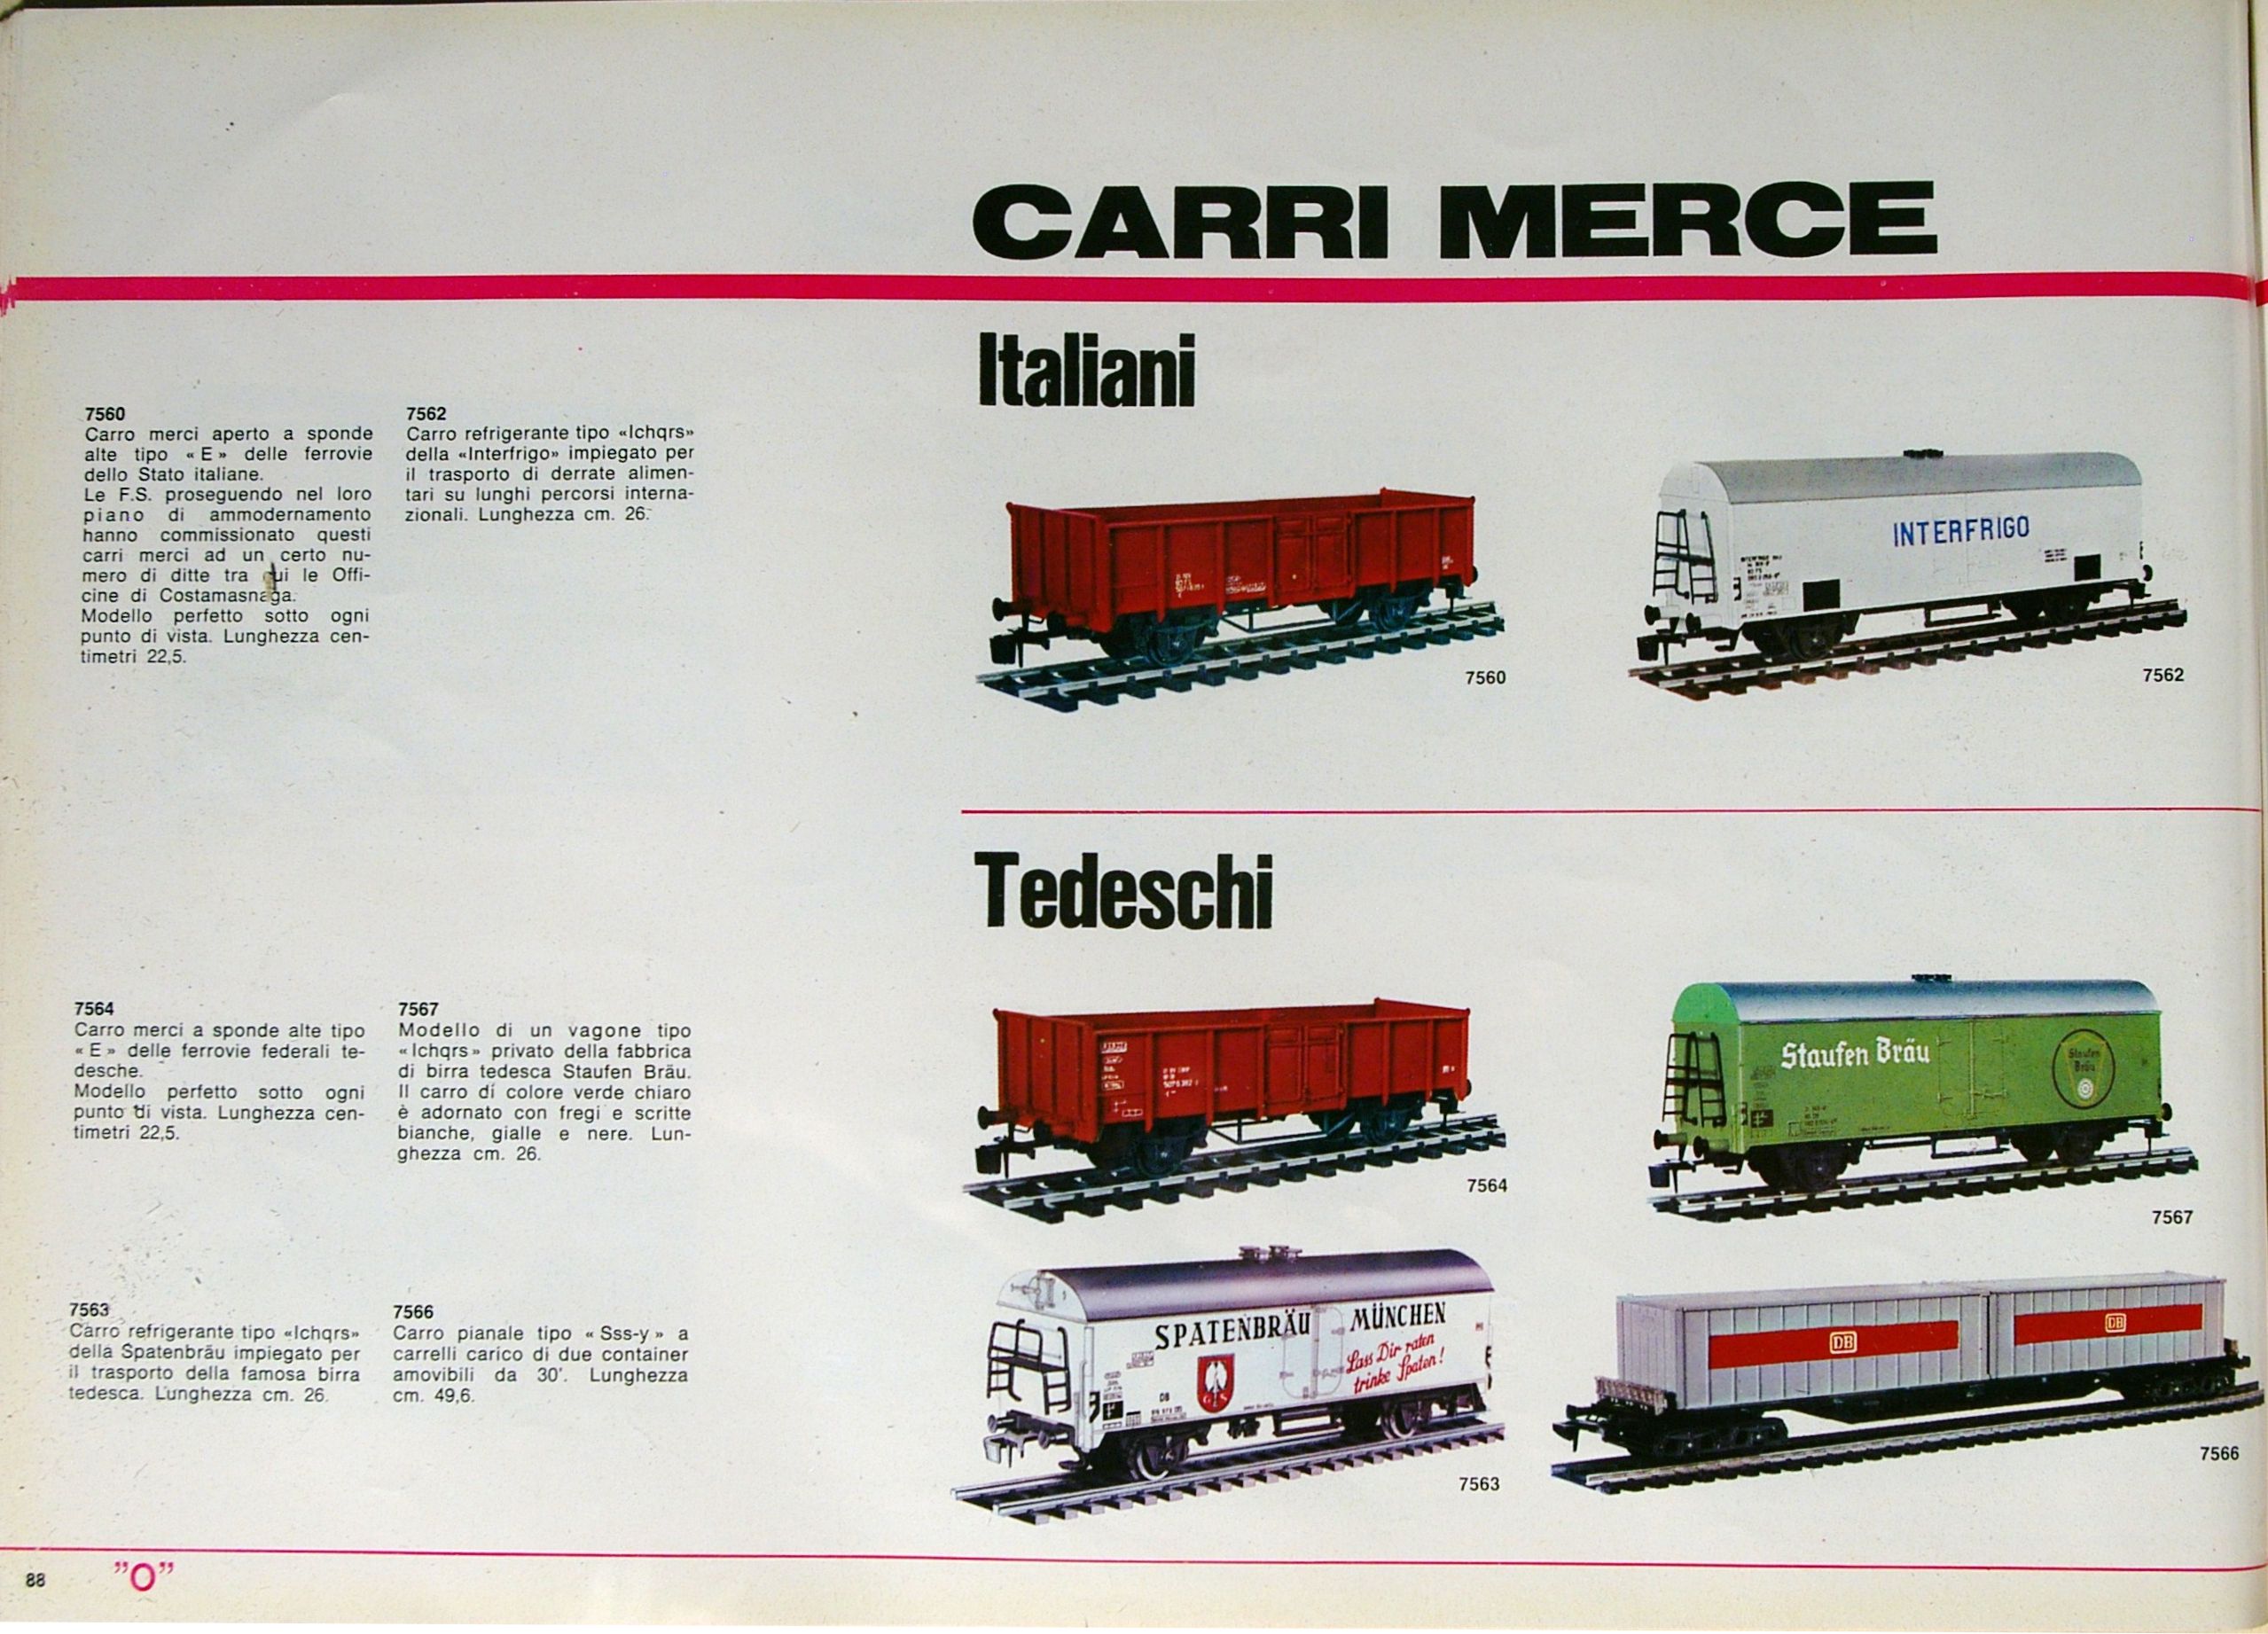 CARRI MERCE
Italiani
7560
Carro merci aperto a sponde
alte tipo « E » delle ferrovie
dello Stato italiane.
Le F.S. proseguendo nel loro
piano di ammodernamento
hanno commissionato questi
carri merci ad un certo nu-
mero di ditte tra cui le Offi-
cine di Costamasnaga.
Modello perfetto sotto ogni
punto di vista. Lunghezza cen-
timetri 22,5.
7562
Carro refrigerante tipo «Ichqrs»
della «Interfrigo» impiegato per
il trasporto di derrate alimen-
tari su lunghi percorsi interna-
zionali. Lunghezza cm. 26.
INTERFRIGO
7560
7562
Tedeschi
7564
Carro merci a sponde alte tipo
« E » delle ferrovie federali te-
desche.
Modello perfetto sotto ogni
punto di vista. Lunghezza cen-
timetri 22,5.
7567
Modello di un vagone tipo
«Ichqrs» privato della fabbrica
di birra tedesca Staufen Bräu.
Il carro di colore verde chiaro
è adornato con fregi e scritte
bianche, gialle e nere. Lun-
ghezza cm. 26.
Staufen Bräu
Staufen
Bräu
7564
7567
7563
Carro refrigerante tipo «Ichqrs»
della Spatenbräu impiegato per
il trasporto della famosa birra
tedesca. Lunghezza cm. 26.
7566
Carro pianale tipo « Sss-y » a
carrelli carico di due container
amovibili da 30'. Lunghezza
cm. 49,6.
SPATENBRÄU MÜNCHEN
Lass Dir raten
trinke Spaten!
G S
DB
DB
DB
7563
7566
88
"O"